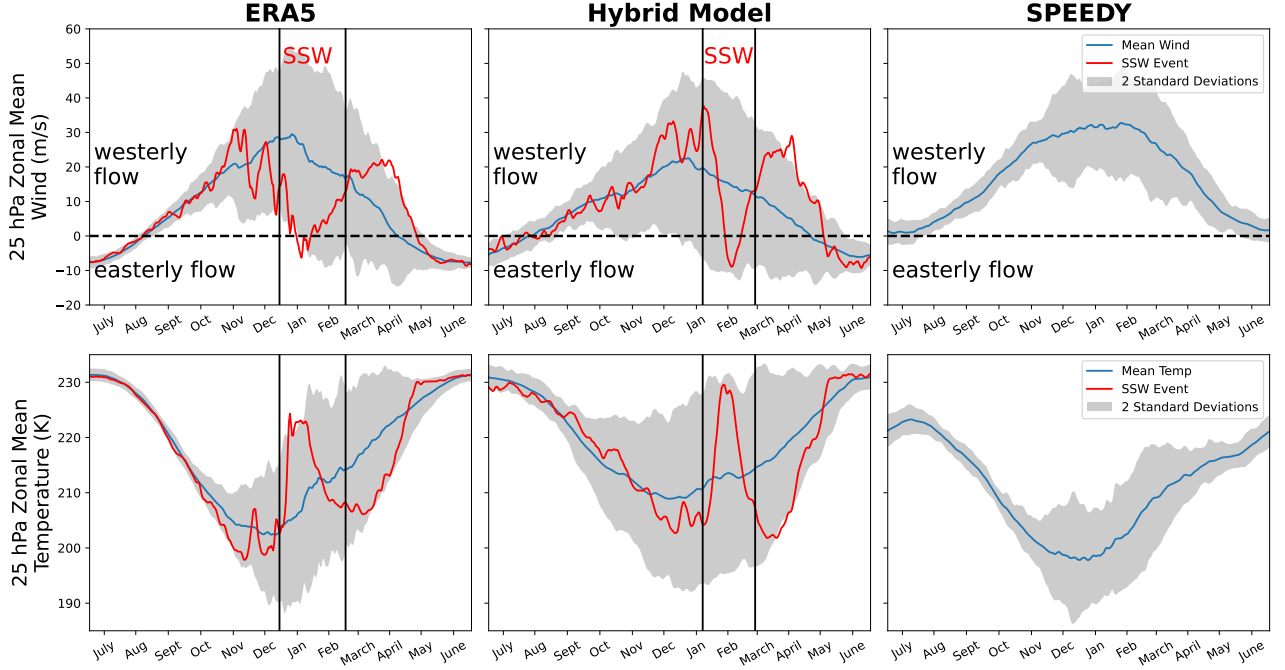 ERA5
Hybrid Model
SPEEDY
25 hPa Zonal Mean
Wind (m/s)
60
50
40
30
20
10
0
−10
−20
SSW
westerly
flow
easterly flow
July Aug Sept Oct Nov Dec Jan Feb March April May June
SSW
westerly
flow
easterly flow
July Aug Sept Oct Nov Dec Jan Feb March April May June
Mean Wind
SSW Event
2 Standard Deviations
westerly
flow
easterly flow
July Aug Sept Oct Nov Dec Jan Feb March April May June
25 hPa Zonal Mean
Temperature (K)
230
220
210
200
190
July Aug Sept Oct Nov Dec Jan Feb March April May June
July Aug Sept Oct Nov Dec Jan Feb March April May June
Mean Temp
SSW Event
2 Standard Deviations
July Aug Sept Oct Nov Dec Jan Feb March April May June